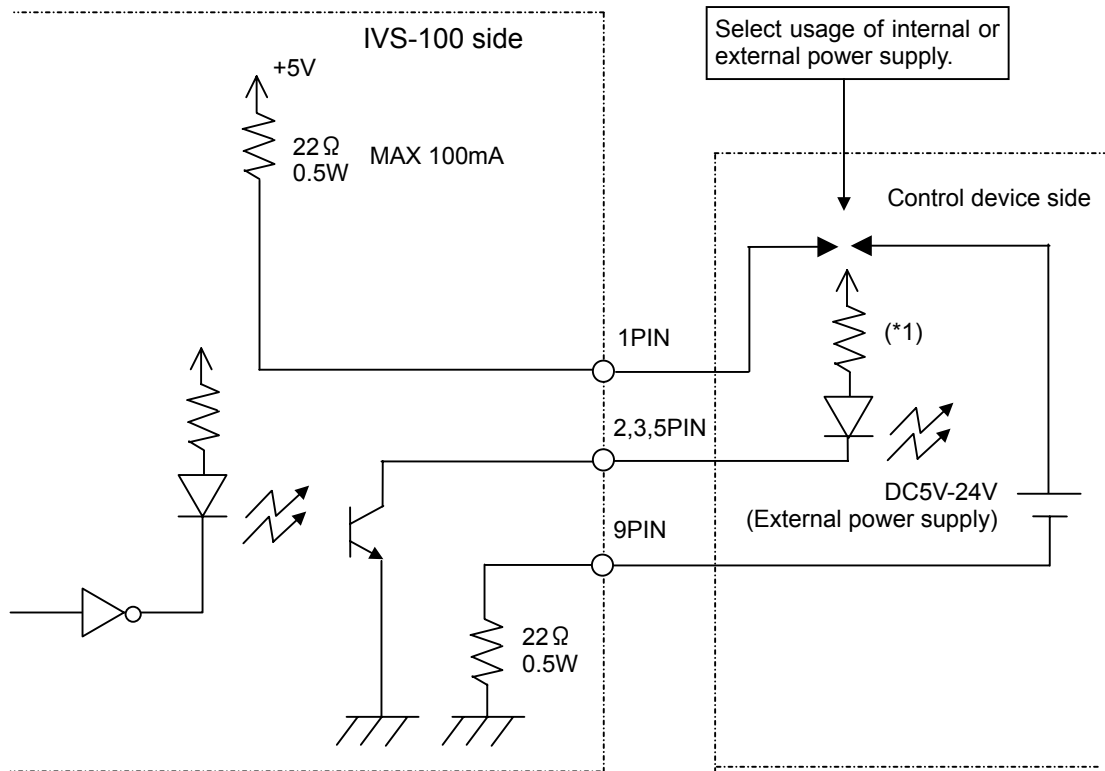 IVS-100 side
Select usage of internal or
external power supply.
+5V
22Ω
0.5W
MAX 100mA
Control device side
1PIN
(*1)
2,3,5PIN
DC5V-24V
(External power supply)
9PIN
22Ω
0.5W